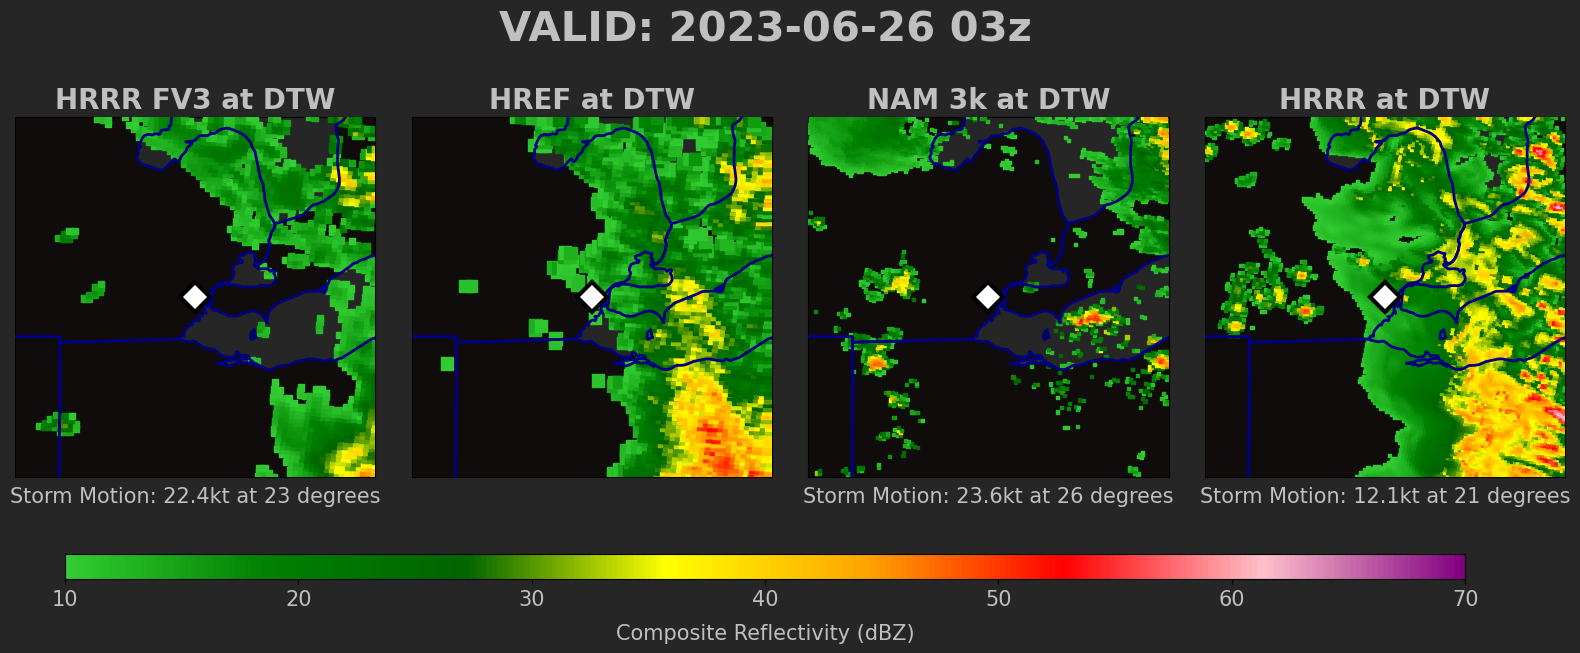 VALID: 2023-06-26 03z
HRRR FV3 at DTW
HREF at DTW
NAM 3k at DTW
HRRR at DTW
Storm Motion: 22.4kt at 23 degrees
Storm Motion: 23.6kt at 26 degrees
Storm Motion: 12.1kt at 21 degrees
10 20 30 40 50 60 70
Composite Reflectivity (dBZ)